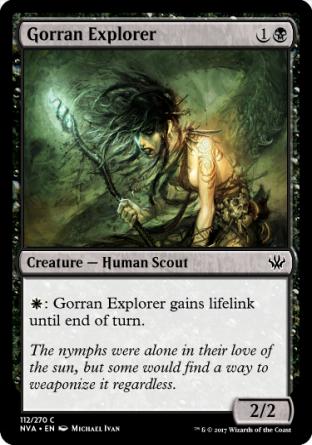 Gorran Explorer 1
Creature — Human Scout
: Gorran Explorer gains lifelink
until end of turn.
The nymphs were alone in their love of
the sun, but some would find a way to
weaponize it regardless.
2/2
112/270 C
NVA • EN Michael Ivan
™ & © 2017 Wizards of the Coast